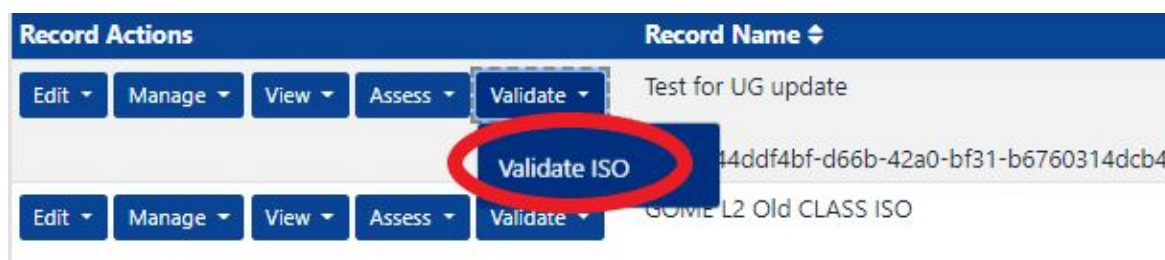 Record Actions Record Name
Edit Manage View Assess Validate Test for UG update
Validate ISO 44ddf4bf-d66b-42a0-bf31-b6760314dcb4
Edit Manage View Assess Validate GOME L2 Old CLASS ISO